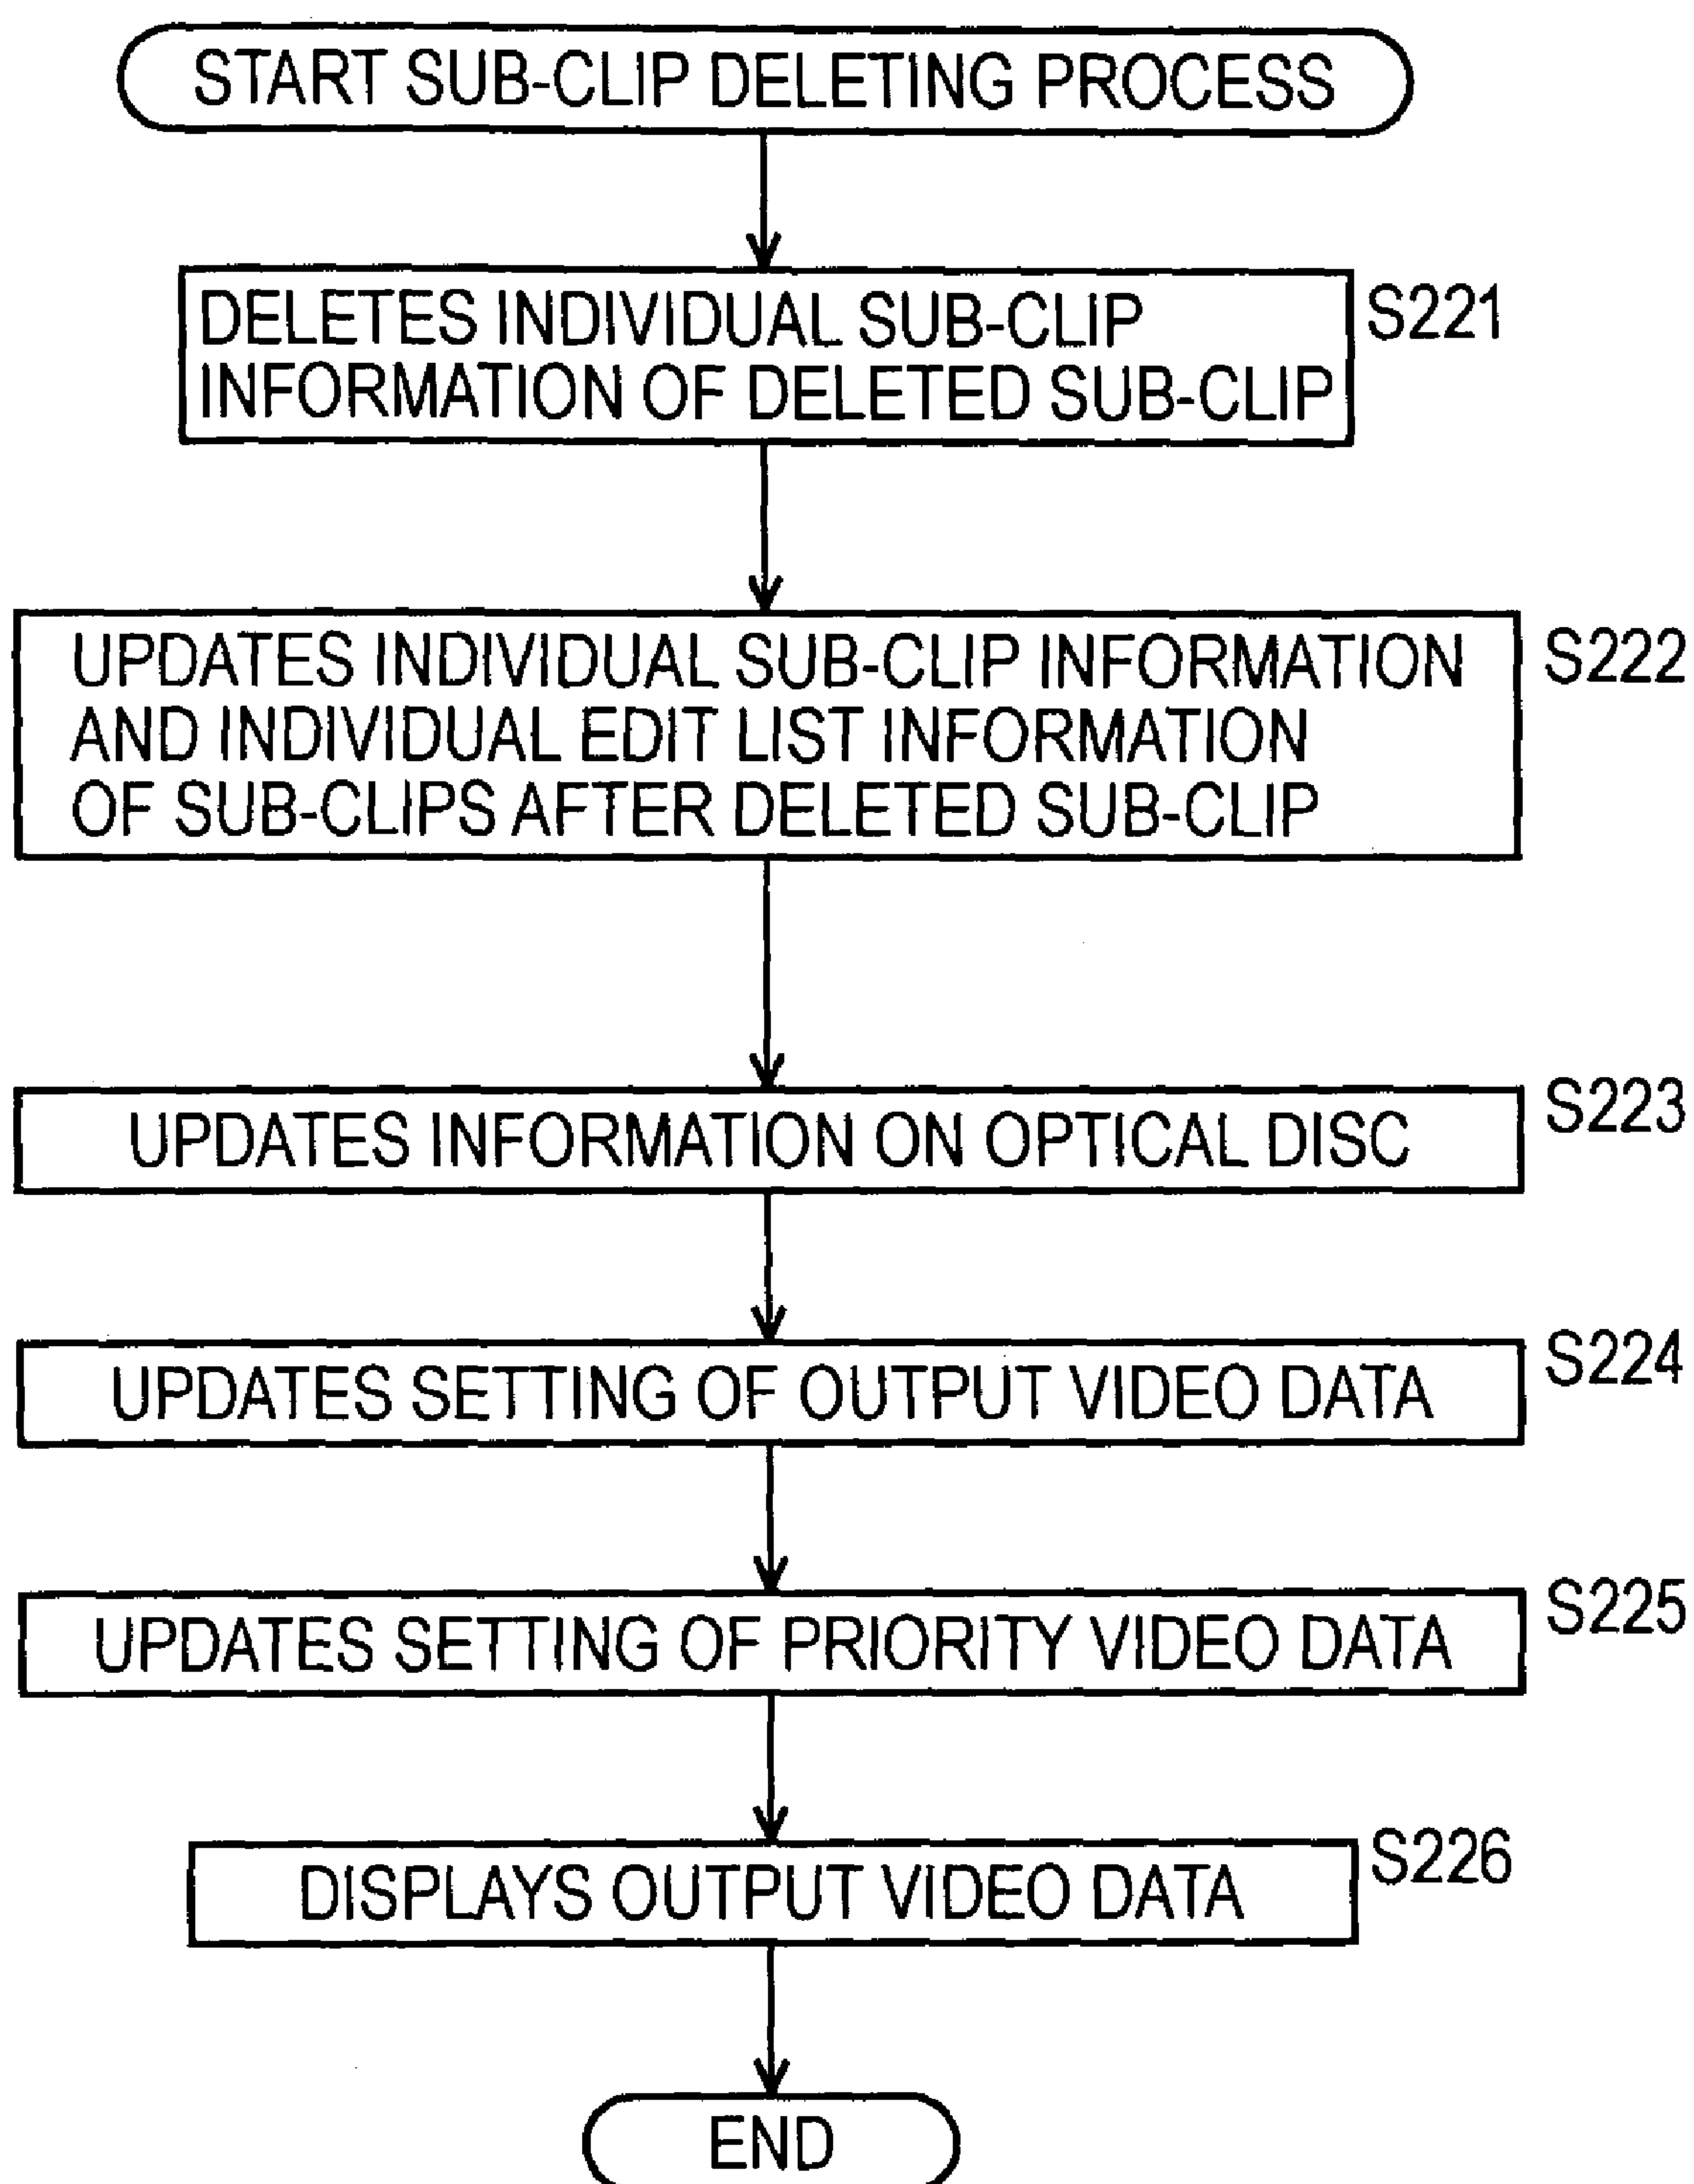 START SUB-CLIP DELETING PROCESS
DELETES INDIVIDUAL SUB-CLIP
INFORMATION OF DELETED SUB-CLIP
S221
UPDATES INDIVIDUAL SUB-CLIP INFORMATION
AND INDIVIDUAL EDIT LIST INFORMATION
OF SUB-CLIPS AFTER DELETED SUB-CLIP
S222
UPDATES INFORMATION ON OPTICAL DISC
S223
UPDATES SETTING OF OUTPUT VIDEO DATA
S224
UPDATES SETTING OF PRIORITY VIDEO DATA
S225
DISPLAYS OUTPUT VIDEO DATA
S226
END